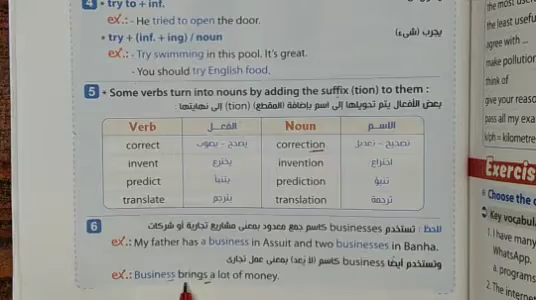 4 • try to + inf.
ex.: - He tried to open the door.
• try + (inf. + ing) / noun يجرب (شيء)
ex.: - Try swimming in this pool. It's great.
- You should try English food.
5 • Some verbs turn into nouns by adding the suffix (tion) to them :
بعض الأفعال يتم تحويلها إلى اسم بإضافة (المقطع) (tion) إلى نهايتها :
Verb الفعل Noun الاسم
correct يصحح - يصوب correction تصحيح - تعديل
invent يخترع invention اختراع
predict يتنبأ prediction تنبؤ
translate يترجم translation ترجمة
6 لاحظ : تستخدم businesses كاسم جمع معدود بمعنى مشاريع تجارية أو شركات
ex.: My father has a business in Assuit and two businesses in Banha.
وتستخدم أيضا business كاسم (لا يُعد) بمعنى عمل تجارى
ex.: Business brings a lot of money.
the least usefu
agree with ...
make pollution
think of
give your reaso
pass all my exa
kph = kilometre
Exercis
Choose the c
Key vocabul
1. I have many
WhatsApp.
a. programs
2. The interne